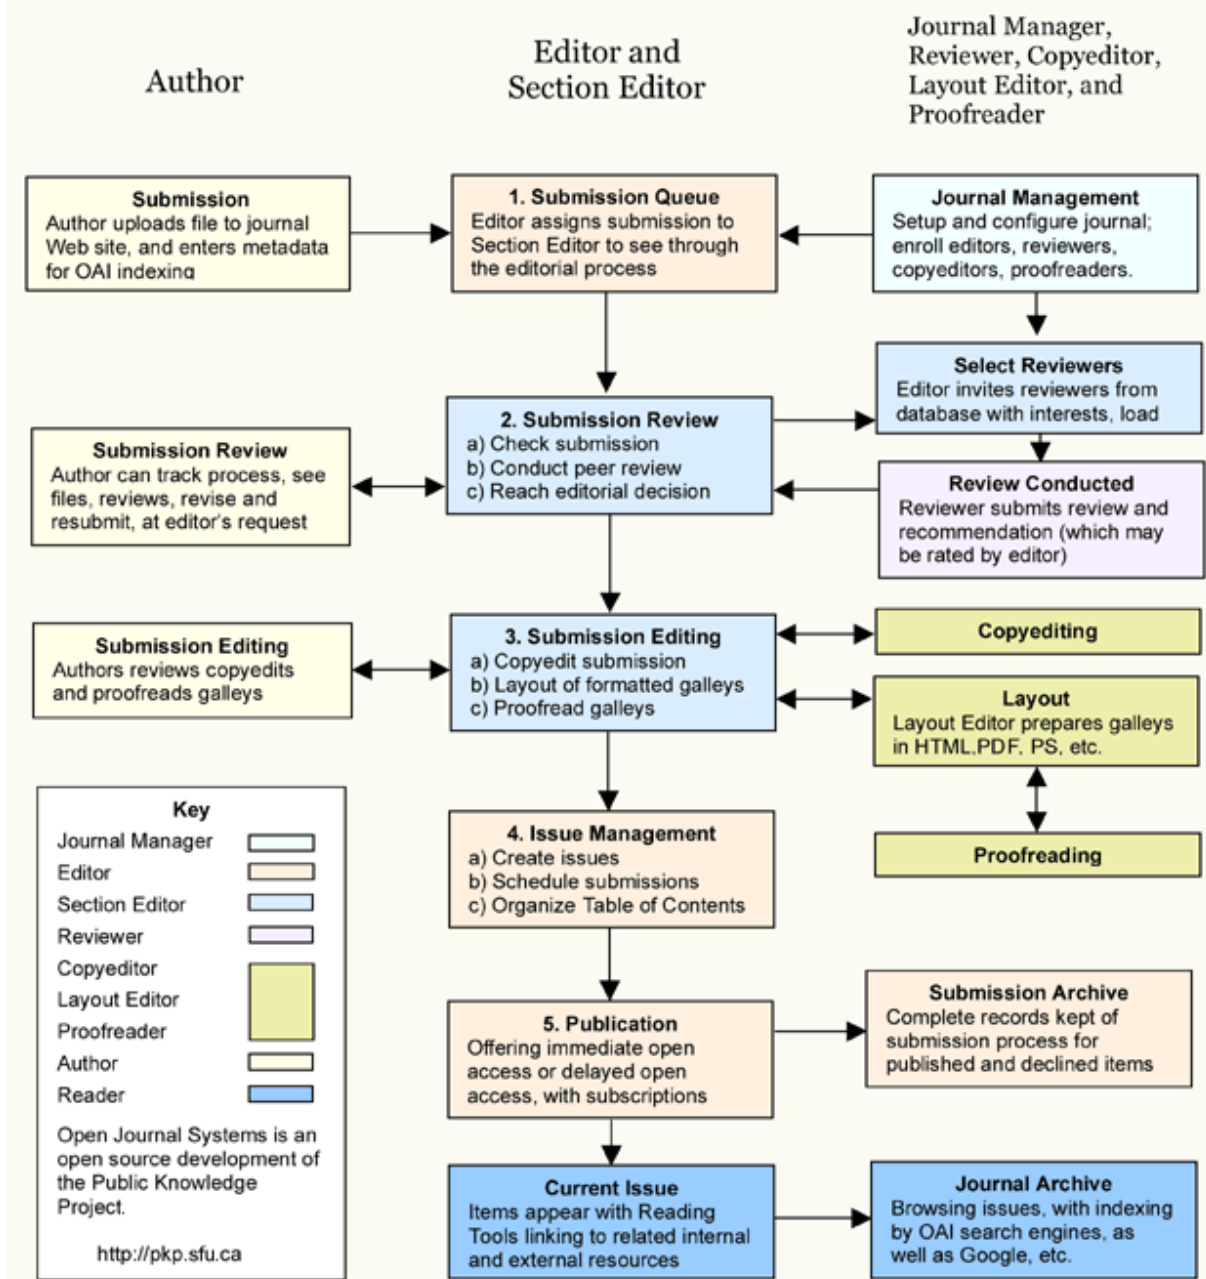 Author
Editor and
Section Editor
Journal Manager,
Reviewer, Copyeditor,
Layout Editor, and
Proofreader
Submission
Author uploads file to journal
Web site, and enters metadata
for OAI indexing
1. Submission Queue
Editor assigns submission to
Section Editor to see through
the editorial process
Journal Management
Setup and configure journal;
enroll editors, reviewers,
copyeditors, proofreaders.
Select Reviewers
Editor invites reviewers from
database with interests, load
2. Submission Review
a) Check submission
b) Conduct peer review
c) Reach editorial decision
Submission Review
Author can track process, see
files, reviews, revise and
resubmit, at editor's request
Review Conducted
Reviewer submits review and
recommendation (which may
be rated by editor)
Submission Editing
Authors reviews copyedits
and proofreads galleys
3. Submission Editing
a) Copyedit submission
b) Layout of formatted galleys
c) Proofread galleys
Copyediting
Layout
Layout Editor prepares galleys
in HTML.PDF, PS, etc.
Proofreading
Key
Journal Manager
Editor
Section Editor
Reviewer
Copyeditor
Layout Editor
Proofreader
Author
Reader
Open Journal Systems is an
open source development of
the Public Knowledge
Project.
http://pkp.sfu.ca
4. Issue Management
a) Create issues
b) Schedule submissions
c) Organize Table of Contents
5. Publication
Offering immediate open
access or delayed open
access, with subscriptions
Submission Archive
Complete records kept of
submission process for
published and declined items
Current Issue
Items appear with Reading
Tools linking to related internal
and external resources
Journal Archive
Browsing issues, with indexing
by OAI search engines, as
well as Google, etc.